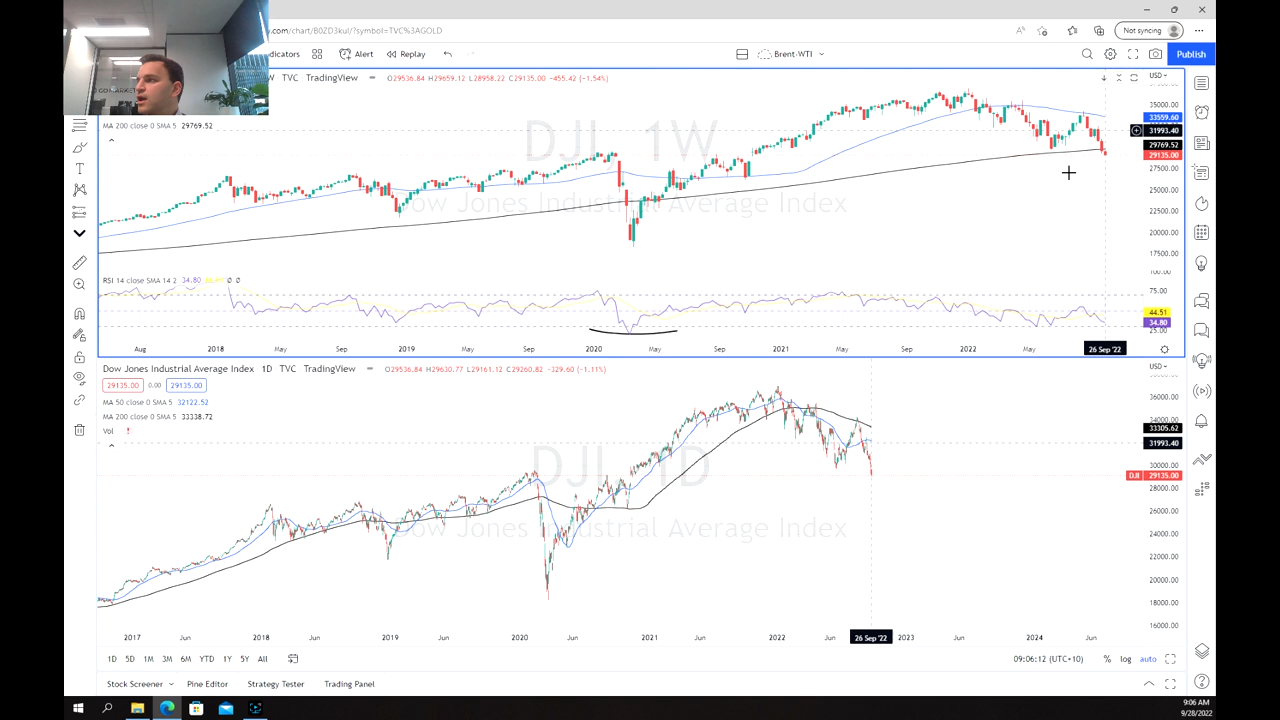 w.com/chart/B0ZD3kuI/?symbol=TVC%3AGOLD
Not syncing
ndicators Alert Replay Brent-WTI Publish
W TVC TradingView O29536.84 H29659.12 L28958.22 C29135.00 -455.42 (-1.54%) USD
MA 200 close 0 SMA 5 29769.52
DJI, 1W
Dow Jones Industrial Average Index
35000.00
33559.60
31993.40
29769.52
29135.00
27500.00
25000.00
22500.00
20000.00
17500.00
RSI 14 close SMA 14 2 34.80 Ø Ø
100.00
75.00
44.51
34.80
25.00
Aug 2018 May Sep 2019 May Sep 2020 May Sep 2021 May Sep 2022 May 26 Sep '22
Dow Jones Industrial Average Index 1D TVC TradingView O29536.84 H29630.77 L29161.12 C29260.82 -329.60 (-1.11%) USD
29135.00 0.00 29135.00
MA 50 close 0 SMA 5 32122.52
MA 200 close 0 SMA 5 33338.72
Vol !
DJI, 1D
Dow Jones Industrial Average Index
36000.00
34000.00
33305.62
31993.40
30000.00
DJI 29135.00
28000.00
26000.00
24000.00
22000.00
20000.00
18000.00
16000.00
2017 Jun 2018 Jun 2019 Jun 2020 Jun 2021 Jun 2022 Jun 26 Sep '22 2023 Jun 2024 Jun
1D 5D 1M 3M 6M YTD 1Y 5Y All 09:06:12 (UTC+10) % log auto
Stock Screener Pine Editor Strategy Tester Trading Panel
9:06 AM
9/28/2022